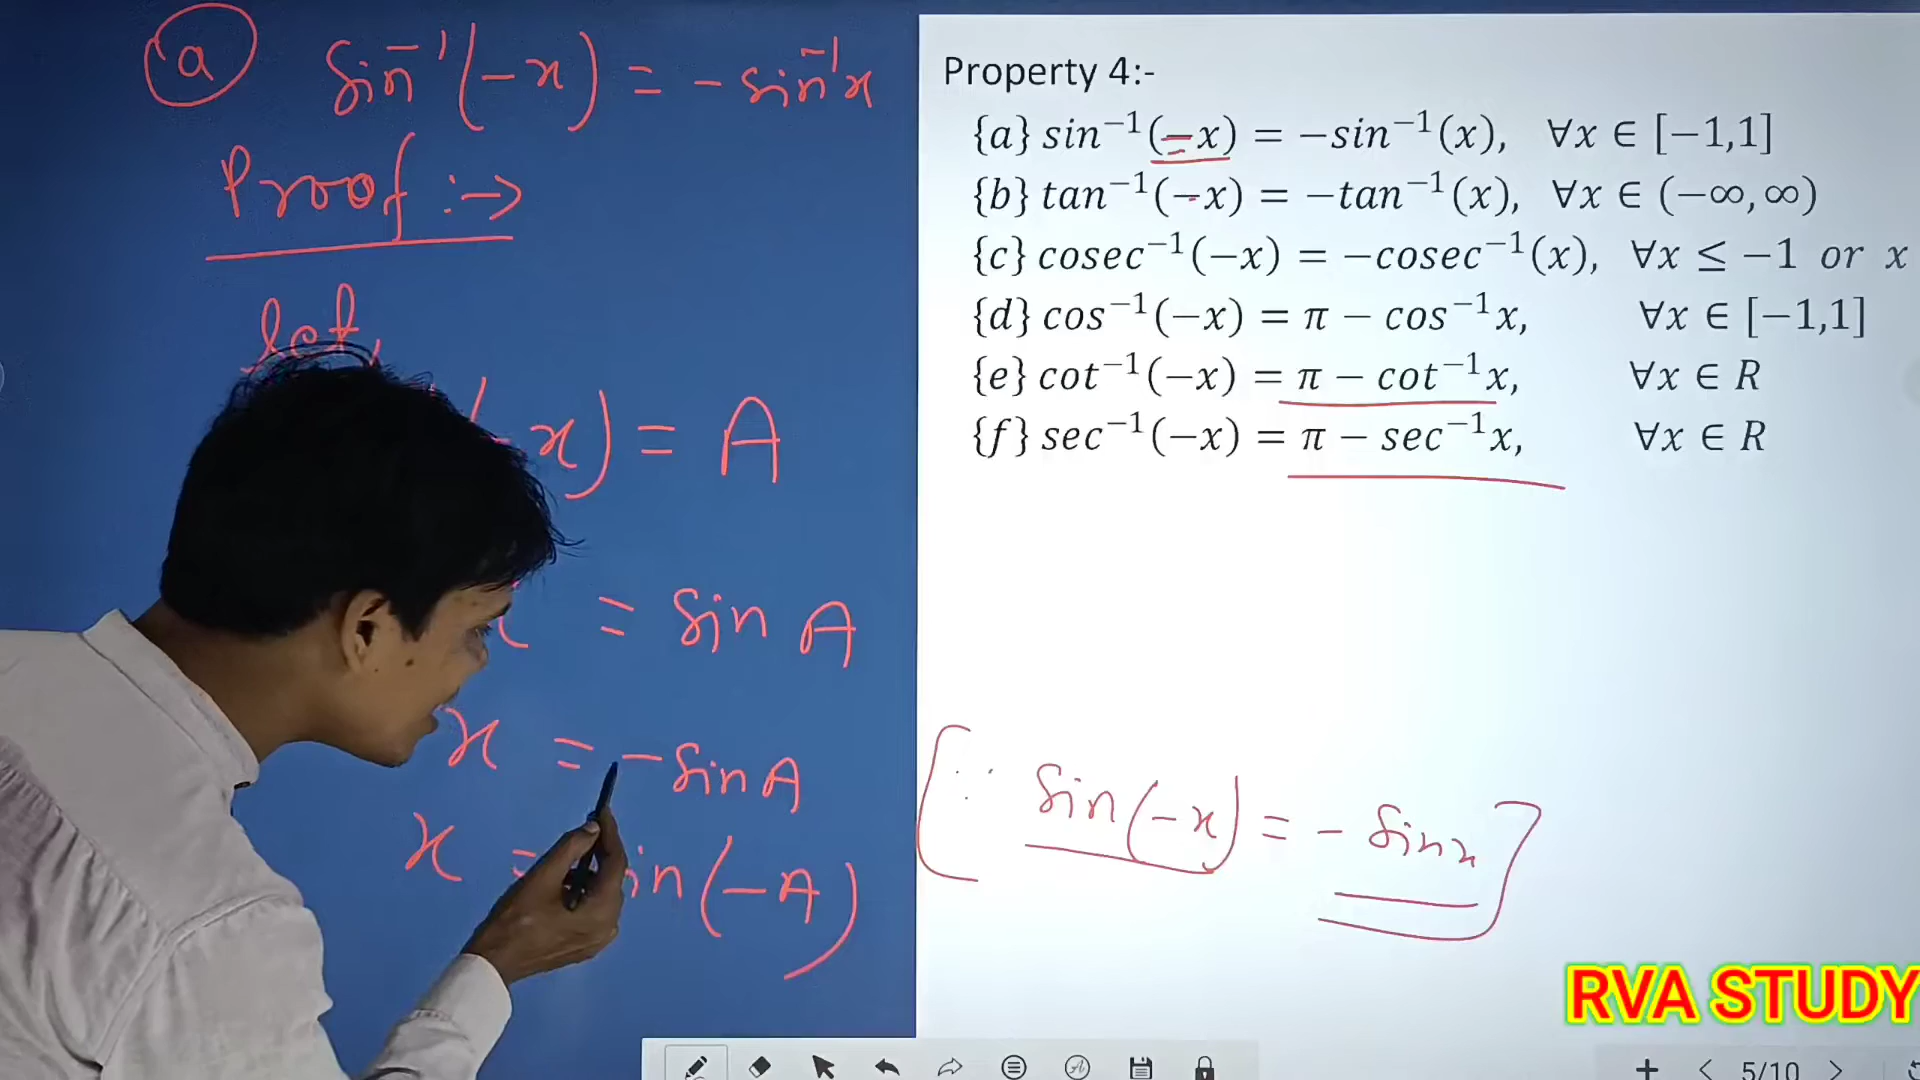 a sin⁻¹(-x) = - sin⁻¹x
Proof :→
let,
-x) = A
= sin A
x = - sin A
x = sin(-A)
Property 4:-
{a} sin⁻¹(-x) = -sin⁻¹(x), ∀x ∈ [-1,1]
{b} tan⁻¹(-x) = -tan⁻¹(x), ∀x ∈ (-∞,∞)
{c} cosec⁻¹(-x) = -cosec⁻¹(x), ∀x ≤ -1 or x
{d} cos⁻¹(-x) = π - cos⁻¹x, ∀x ∈ [-1,1]
{e} cot⁻¹(-x) = π - cot⁻¹x, ∀x ∈ R
{f} sec⁻¹(-x) = π - sec⁻¹x, ∀x ∈ R
[∵ sin(-x) = - sinx]
RVA STUDY
5/10